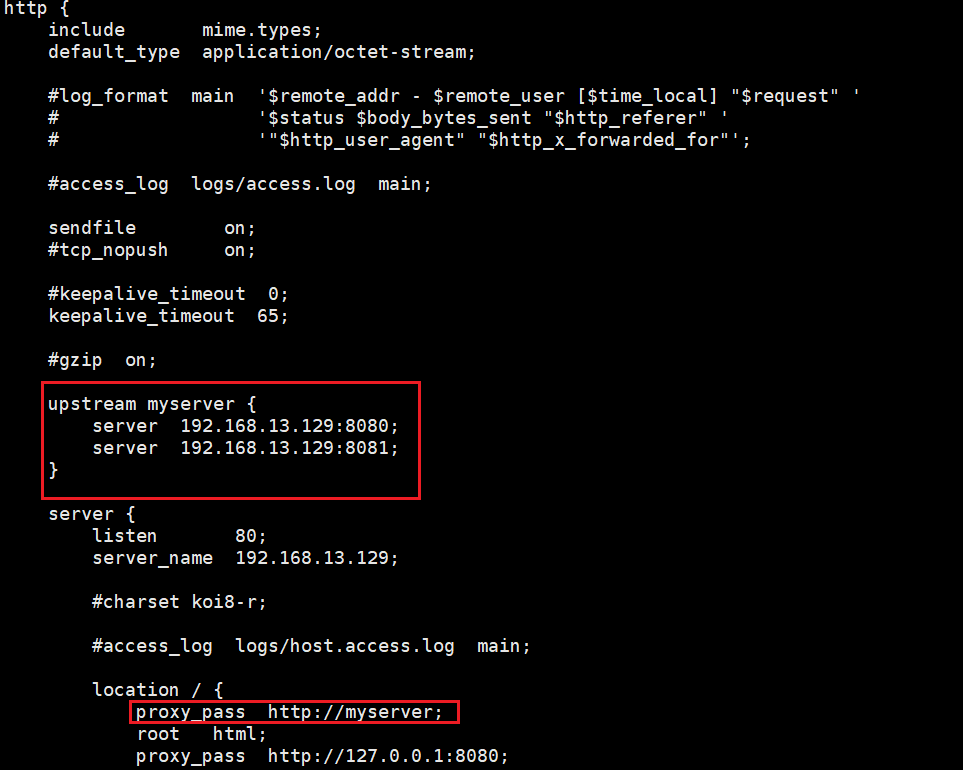 http {
    include       mime.types;
    default_type  application/octet-stream;

    #log_format  main  '$remote_addr - $remote_user [$time_local] "$request" '
    #                  '$status $body_bytes_sent "$http_referer" '
    #                  '"$http_user_agent" "$http_x_forwarded_for"';

    #access_log  logs/access.log  main;

    sendfile        on;
    #tcp_nopush     on;

    #keepalive_timeout  0;
    keepalive_timeout  65;

    #gzip  on;

    upstream myserver {
        server  192.168.13.129:8080;
        server  192.168.13.129:8081;
    }

    server {
        listen       80;
        server_name  192.168.13.129;

        #charset koi8-r;

        #access_log  logs/host.access.log  main;

        location / {
            proxy_pass  http://myserver;
            root   html;
            proxy_pass  http://127.0.0.1:8080;